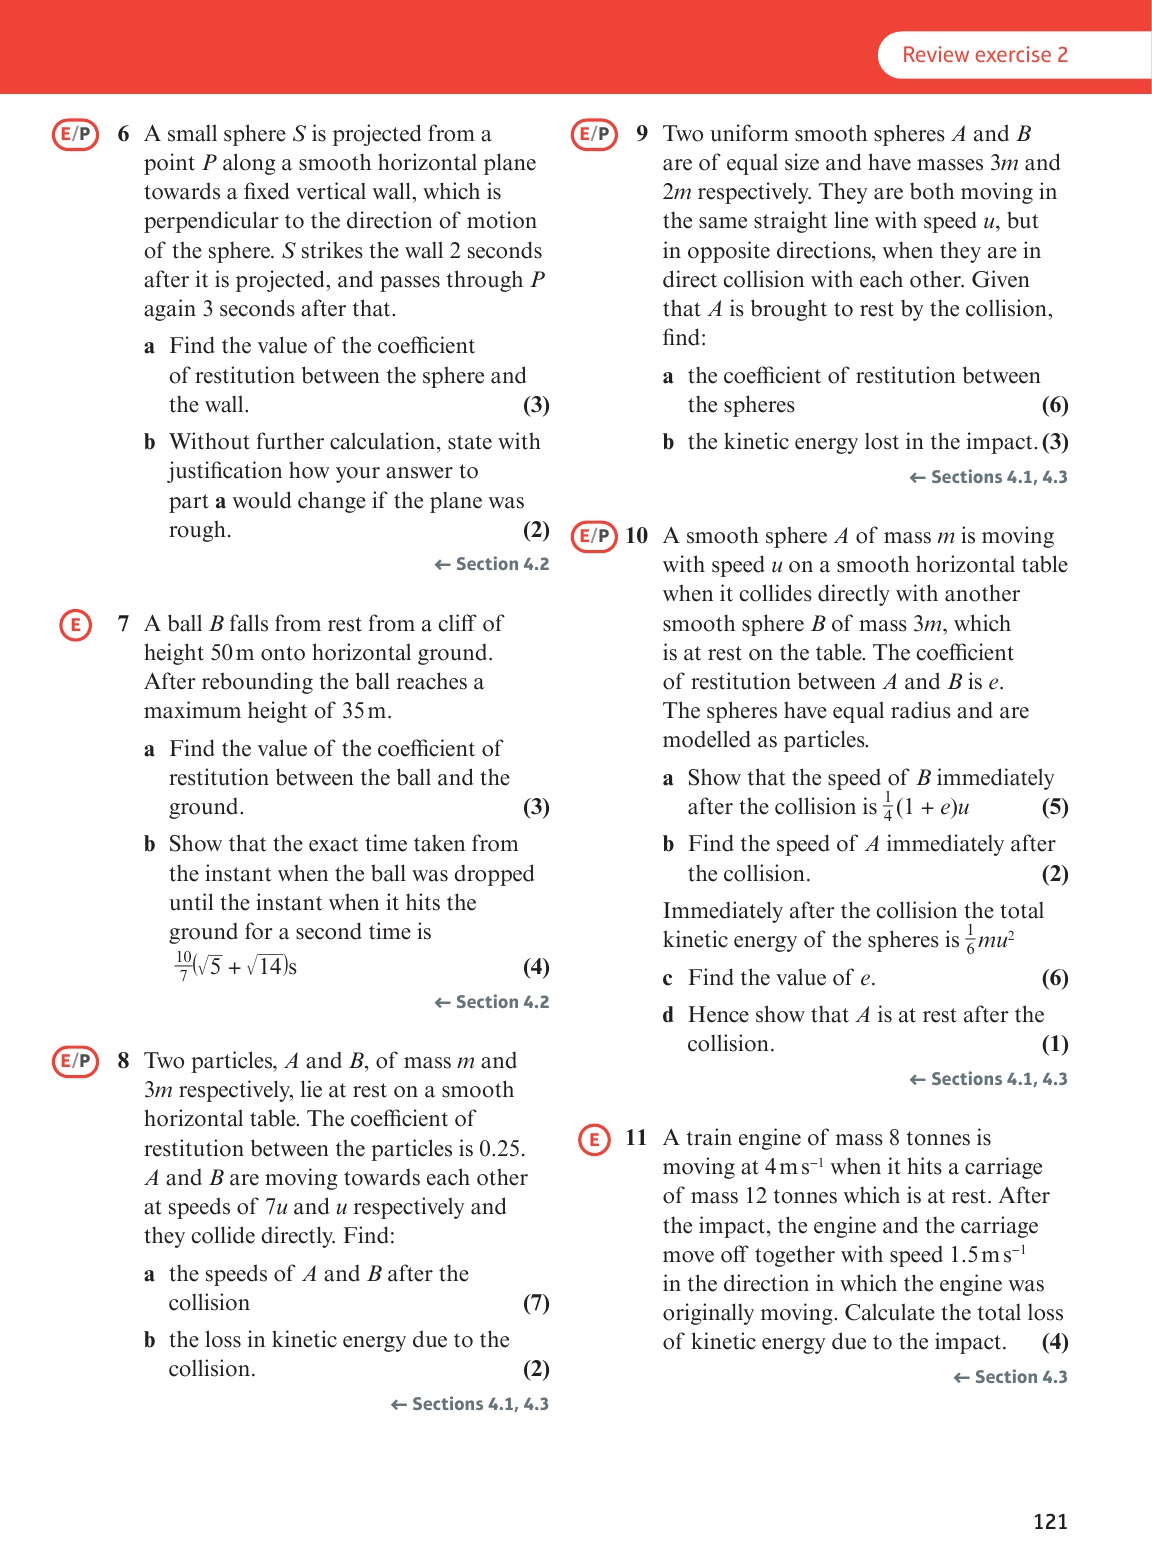 Review exercise 2
E/P 6 A small sphere S is projected from a
point P along a smooth horizontal plane
towards a fixed vertical wall, which is
perpendicular to the direction of motion
of the sphere. S strikes the wall 2 seconds
after it is projected, and passes through P
again 3 seconds after that.
a Find the value of the coefficient
of restitution between the sphere and
the wall. (3)
b Without further calculation, state with
justification how your answer to
part a would change if the plane was
rough. (2)
← Section 4.2
E 7 A ball B falls from rest from a cliff of
height 50 m onto horizontal ground.
After rebounding the ball reaches a
maximum height of 35 m.
a Find the value of the coefficient of
restitution between the ball and the
ground. (3)
b Show that the exact time taken from
the instant when the ball was dropped
until the instant when it hits the
ground for a second time is
10/7(√5 + √14)s (4)
← Section 4.2
E/P 8 Two particles, A and B, of mass m and
3m respectively, lie at rest on a smooth
horizontal table. The coefficient of
restitution between the particles is 0.25.
A and B are moving towards each other
at speeds of 7u and u respectively and
they collide directly. Find:
a the speeds of A and B after the
collision (7)
b the loss in kinetic energy due to the
collision. (2)
← Sections 4.1, 4.3
E/P 9 Two uniform smooth spheres A and B
are of equal size and have masses 3m and
2m respectively. They are both moving in
the same straight line with speed u, but
in opposite directions, when they are in
direct collision with each other. Given
that A is brought to rest by the collision,
find:
a the coefficient of restitution between
the spheres (6)
b the kinetic energy lost in the impact. (3)
← Sections 4.1, 4.3
E/P 10 A smooth sphere A of mass m is moving
with speed u on a smooth horizontal table
when it collides directly with another
smooth sphere B of mass 3m, which
is at rest on the table. The coefficient
of restitution between A and B is e.
The spheres have equal radius and are
modelled as particles.
a Show that the speed of B immediately
after the collision is 1/4(1 + e)u (5)
b Find the speed of A immediately after
the collision. (2)
Immediately after the collision the total
kinetic energy of the spheres is 1/6mu²
c Find the value of e. (6)
d Hence show that A is at rest after the
collision. (1)
← Sections 4.1, 4.3
E 11 A train engine of mass 8 tonnes is
moving at 4 m s⁻¹ when it hits a carriage
of mass 12 tonnes which is at rest. After
the impact, the engine and the carriage
move off together with speed 1.5 m s⁻¹
in the direction in which the engine was
originally moving. Calculate the total loss
of kinetic energy due to the impact. (4)
← Section 4.3
121